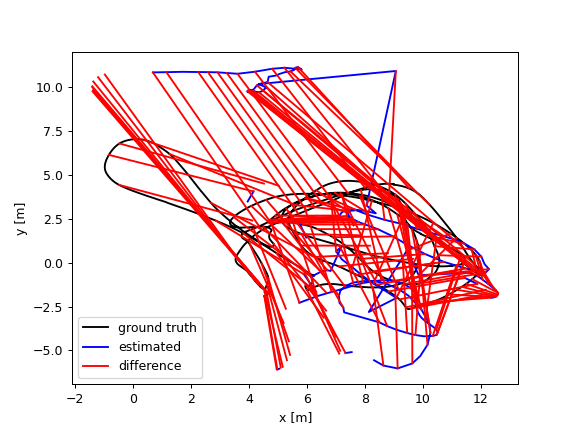 10.0
7.5
5.0
2.5
0.0
−2.5
−5.0
y [m]
ground truth
estimated
difference
−2 0 2 4 6 8 10 12
x [m]